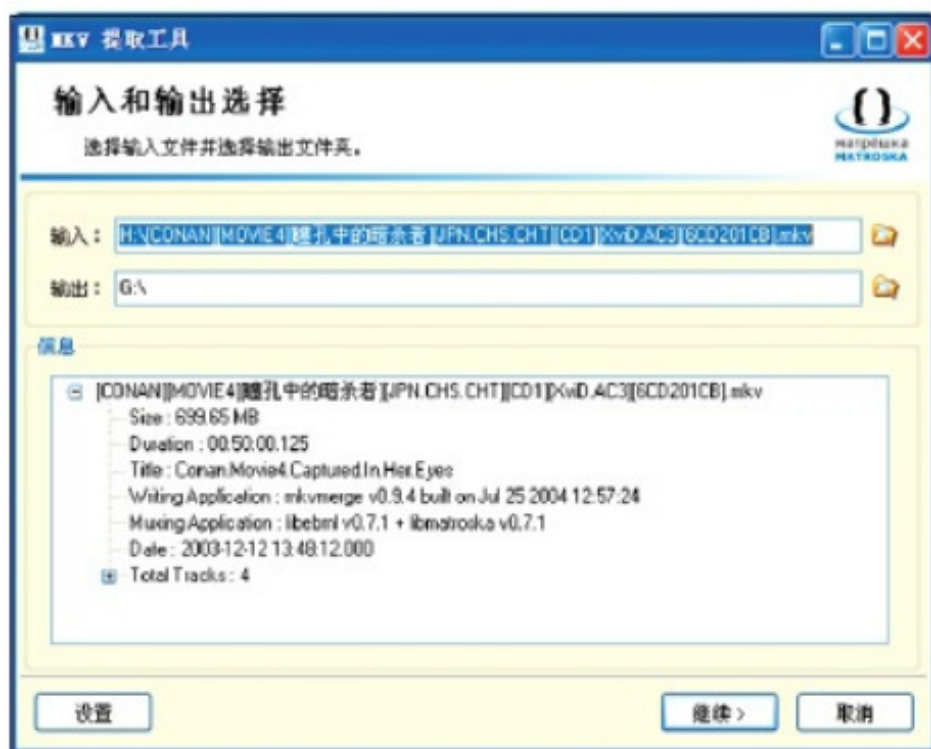 MKV 提取工具
输入和输出选择
选择输入文件并选择输出文件夹。
матрёшка
MATROSKA
输入： H:\[CONAN][MOVIE4][瞳孔中的暗杀者][JPN.CHS.CHT][CD1][XviD.AC3][6CD201CB].mkv
输出： G:\
信息
[CONAN][MOVIE4][瞳孔中的暗杀者][JPN.CHS.CHT][CD1][XviD.AC3][6CD201CB].mkv
Size : 699.65 MB
Duration : 00:50:00.125
Title : Conan.Movie4.Captured.In.Her.Eyes
Writing Application : mkvmerge v0.9.4 built on Jul 25 2004 12:57:24
Muxing Application : libebml v0.7.1 + libmatroska v0.7.1
Date : 2003-12-12 13:48:12.000
Total Tracks : 4
设置
继续 >
取消